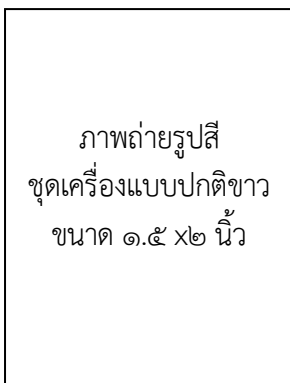 ภาพถ่ายรูปสี
ชุดเครื่องแบบปกติขาว
ขนาด ๑.๕ x๒ นิ้ว